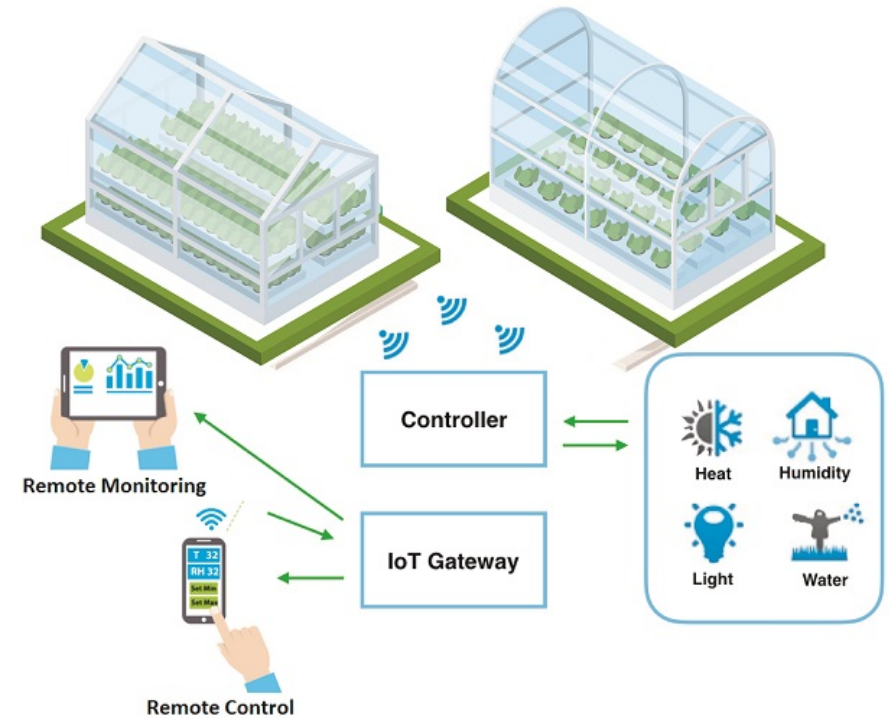 Controller
Heat
Humidity
Remote Monitoring
IoT Gateway
Light
Water
T 32
RH 32
Set Min
Set Max
Remote Control